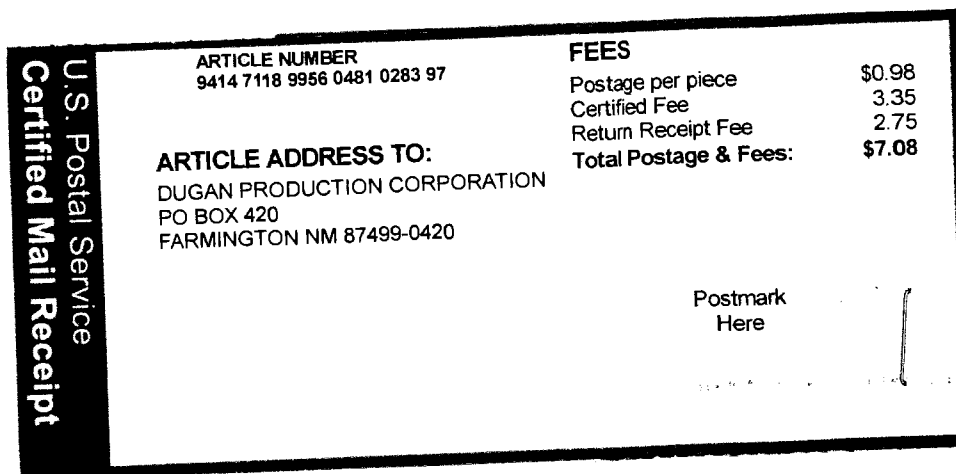 U.S. Postal Service
Certified Mail Receipt
ARTICLE NUMBER
9414 7118 9956 0481 0283 97
ARTICLE ADDRESS TO:
DUGAN PRODUCTION CORPORATION
PO BOX 420
FARMINGTON NM 87499-0420
FEES
Postage per piece $0.98
Certified Fee 3.35
Return Receipt Fee 2.75
Total Postage & Fees: $7.08
Postmark
Here